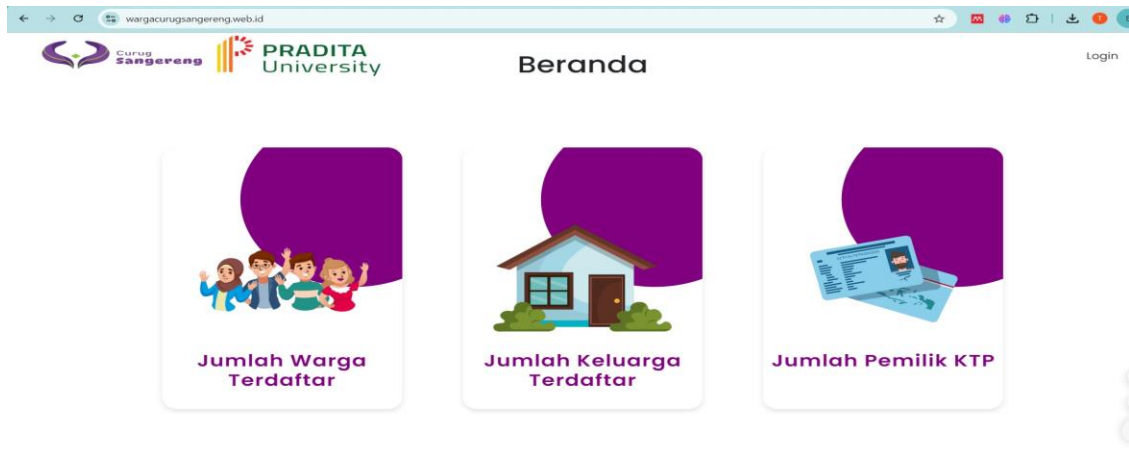 wargacurugsangereng.web.id
Curug
Sangereng
PRADITA
University
Beranda
Login
Jumlah Warga
Terdaftar
Jumlah Keluarga
Terdaftar
Jumlah Pemilik KTP